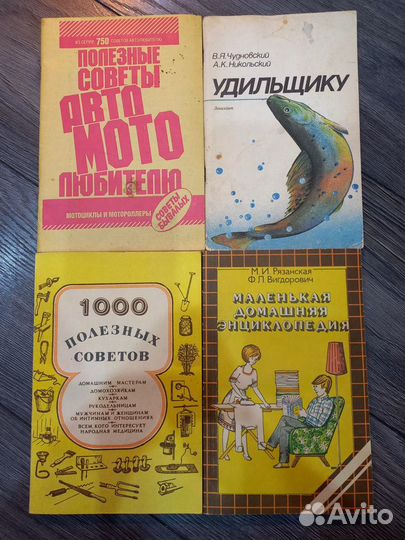 ИЗ СЕРИИ: 750 СОВЕТОВ АВТОЛЮБИТЕЛЮ
ПОЛЕЗНЫЕ
СОВЕТЫ
АВТО
МОТО
ЛЮБИТЕЛЮ
МОТОЦИКЛЫ И МОТОРОЛЛЕРЫ
СОВЕТЫ
БЫВАЛЫХ
В.Я. Чудновский
А.К. Никольский
УДИЛЬЩИКУ
1000
ПОЛЕЗНЫХ
СОВЕТОВ
ДОМАШНИМ МАСТЕРАМ
ДОМОХОЗЯЙКАМ
КУХАРКАМ
РУКОДЕЛЬНИЦАМ
МУЖЧИНАМ И ЖЕНЩИНАМ
ОБ ИНТИМНЫХ ОТНОШЕНИЯХ
ВСЕМ, КОГО ИНТЕРЕСУЕТ
НАРОДНАЯ МЕДИЦИНА
М.И. Рязанская
Ф.Л. Вигдорович
МАЛЕНЬКАЯ
ДОМАШНЯЯ
ЭНЦИКЛОПЕДИЯ
Avito